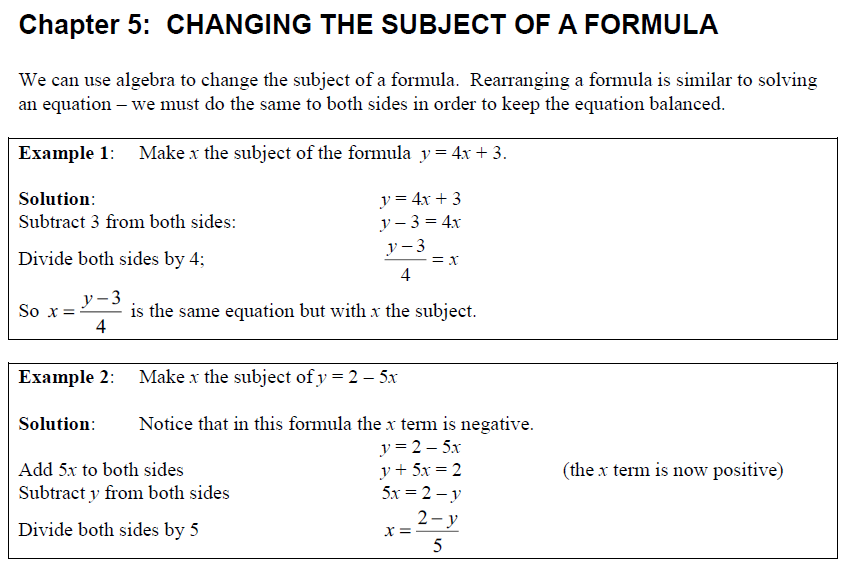 Chapter 5:  CHANGING THE SUBJECT OF A FORMULA
We can use algebra to change the subject of a formula.  Rearranging a formula is similar to solving
an equation – we must do the same to both sides in order to keep the equation balanced.
Example 1:    Make x the subject of the formula  y = 4x + 3.
Solution:    y = 4x + 3
Subtract 3 from both sides:    y – 3 = 4x
Divide both sides by 4;    (y − 3)/4 = x
So  x = (y − 3)/4  is the same equation but with x the subject.
Example 2:    Make x the subject of y = 2 – 5x
Solution:    Notice that in this formula the x term is negative.
y = 2 – 5x
Add 5x to both sides    y + 5x = 2    (the x term is now positive)
Subtract y from both sides    5x = 2 – y
Divide both sides by 5    x = (2 − y)/5